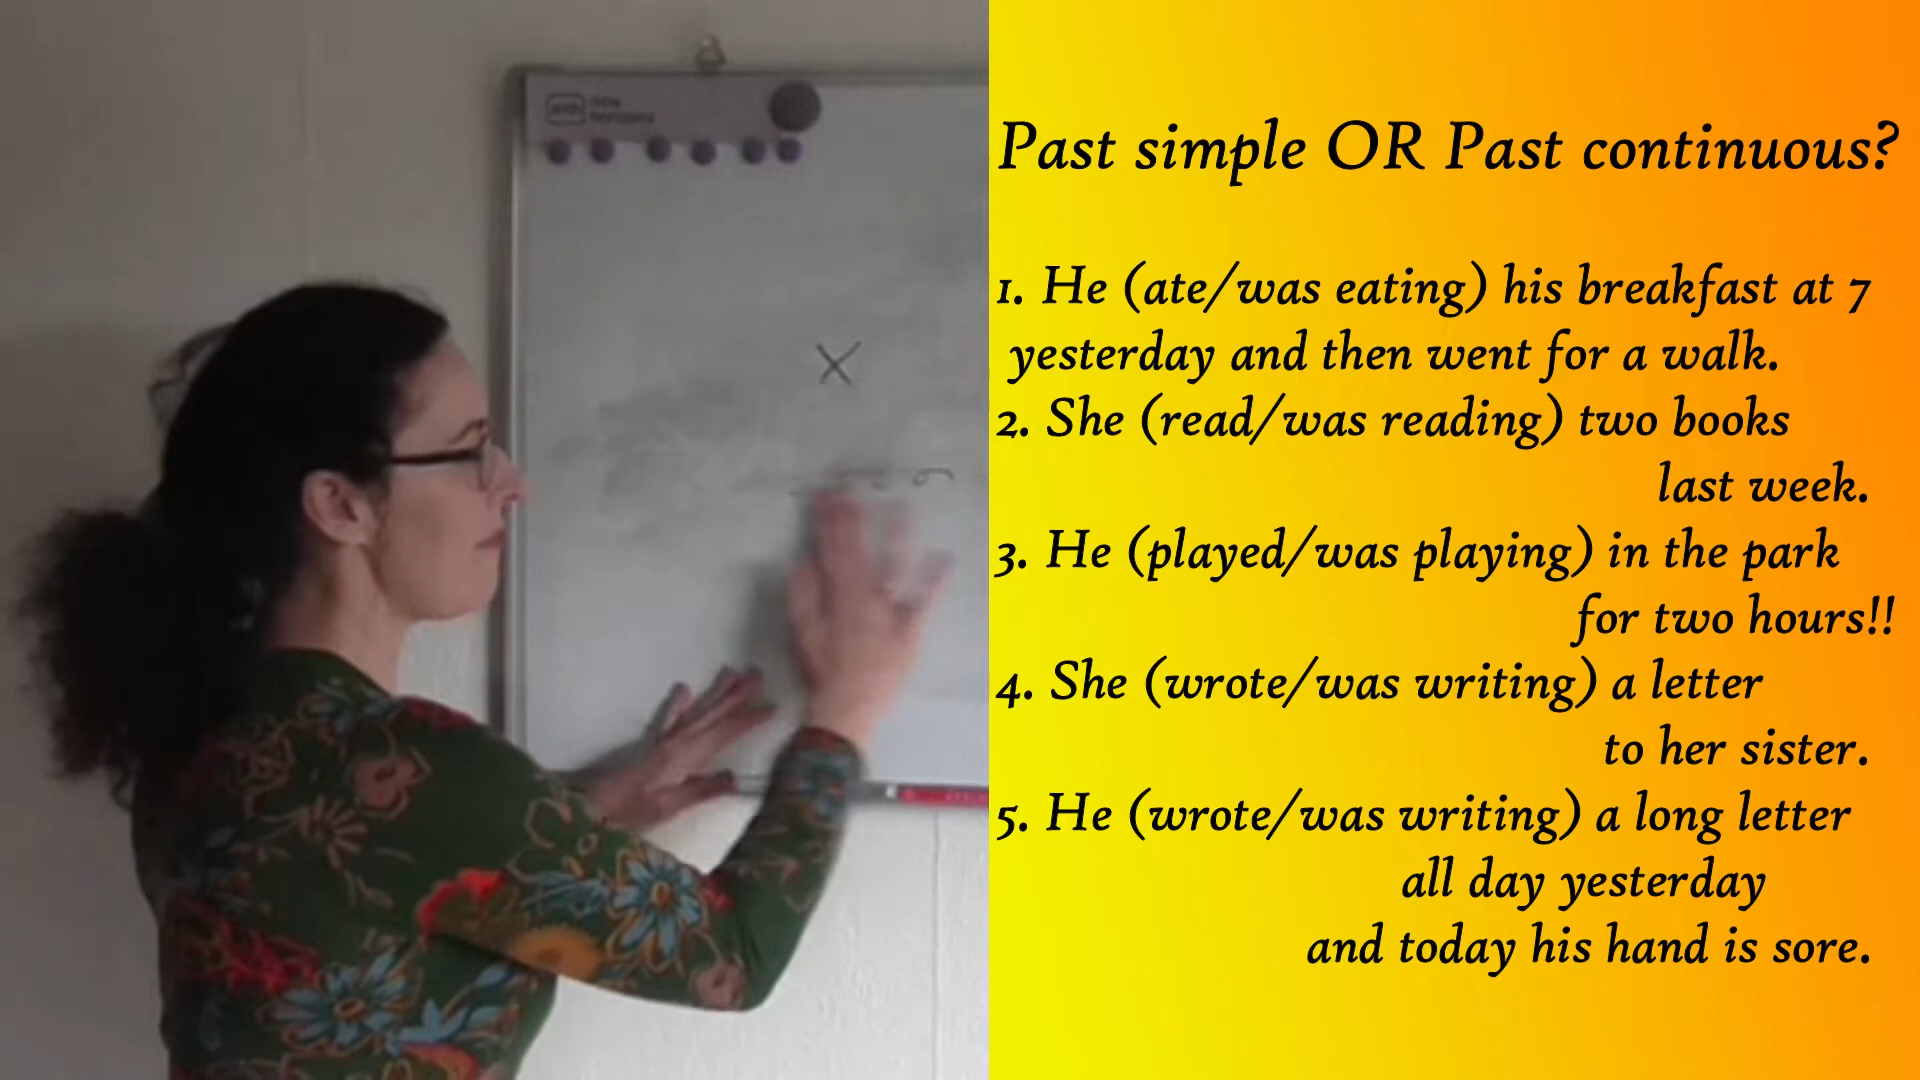 Past simple OR Past continuous?
1. He (ate/was eating) his breakfast at 7
yesterday and then went for a walk.
2. She (read/was reading) two books
last week.
3. He (played/was playing) in the park
for two hours!!
4. She (wrote/was writing) a letter
to her sister.
5. He (wrote/was writing) a long letter
all day yesterday
and today his hand is sore.
X